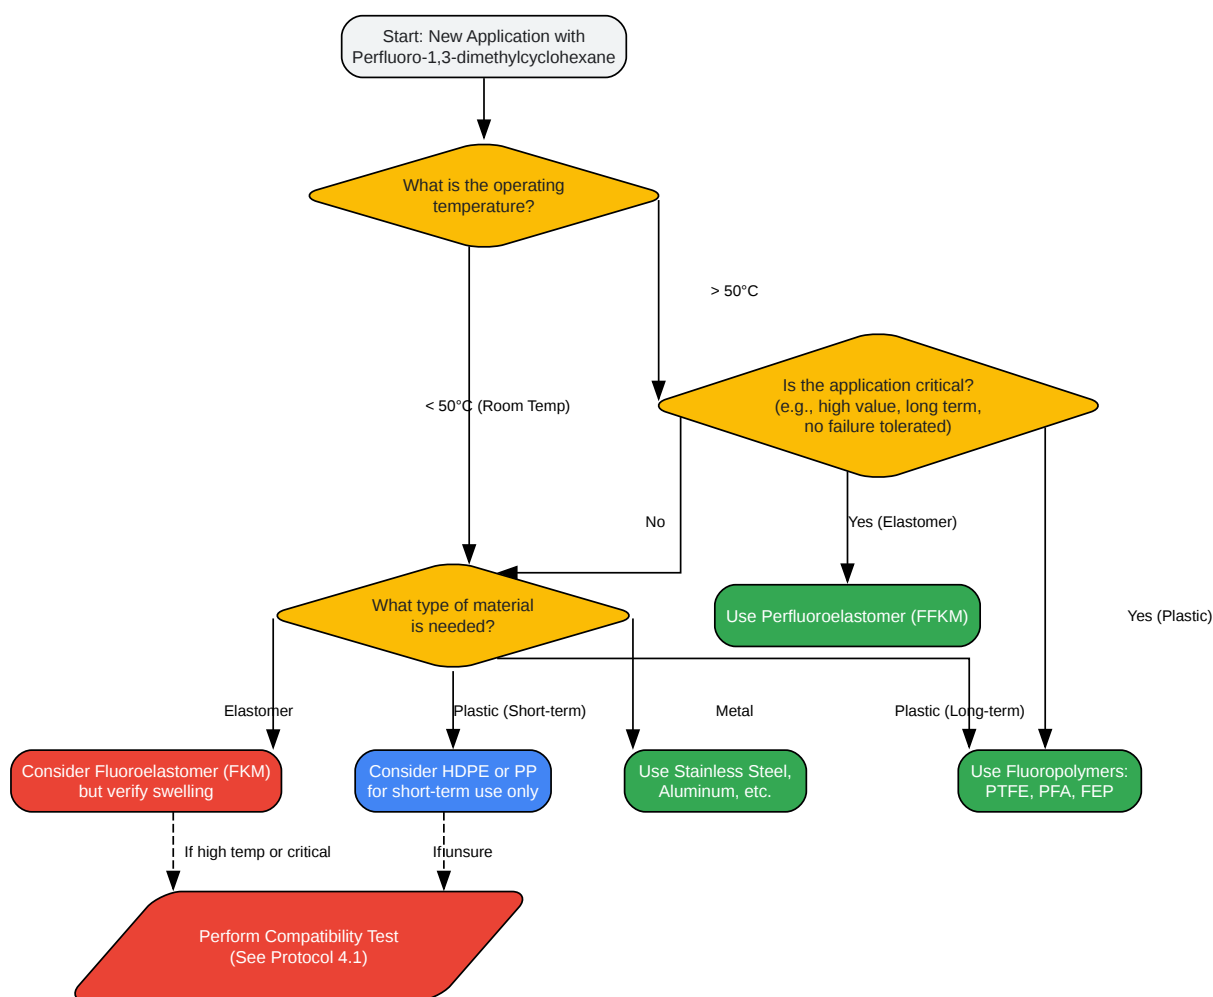 Start: New Application with
Perfluoro-1,3-dimethylcyclohexane
What is the operating
temperature?
> 50°C
Is the application critical?
(e.g., high value, long term,
no failure tolerated)
< 50°C (Room Temp)
No
Yes (Elastomer)
What type of material
is needed?
Use Perfluoroelastomer (FFKM)
Yes (Plastic)
Elastomer
Plastic (Short-term)
Metal
Plastic (Long-term)
Consider Fluoroelastomer (FKM)
but verify swelling
Consider HDPE or PP
for short-term use only
Use Stainless Steel,
Aluminum, etc.
Use Fluoropolymers:
PTFE, PFA, FEP
If high temp or critical
If unsure
Perform Compatibility Test
(See Protocol 4.1)